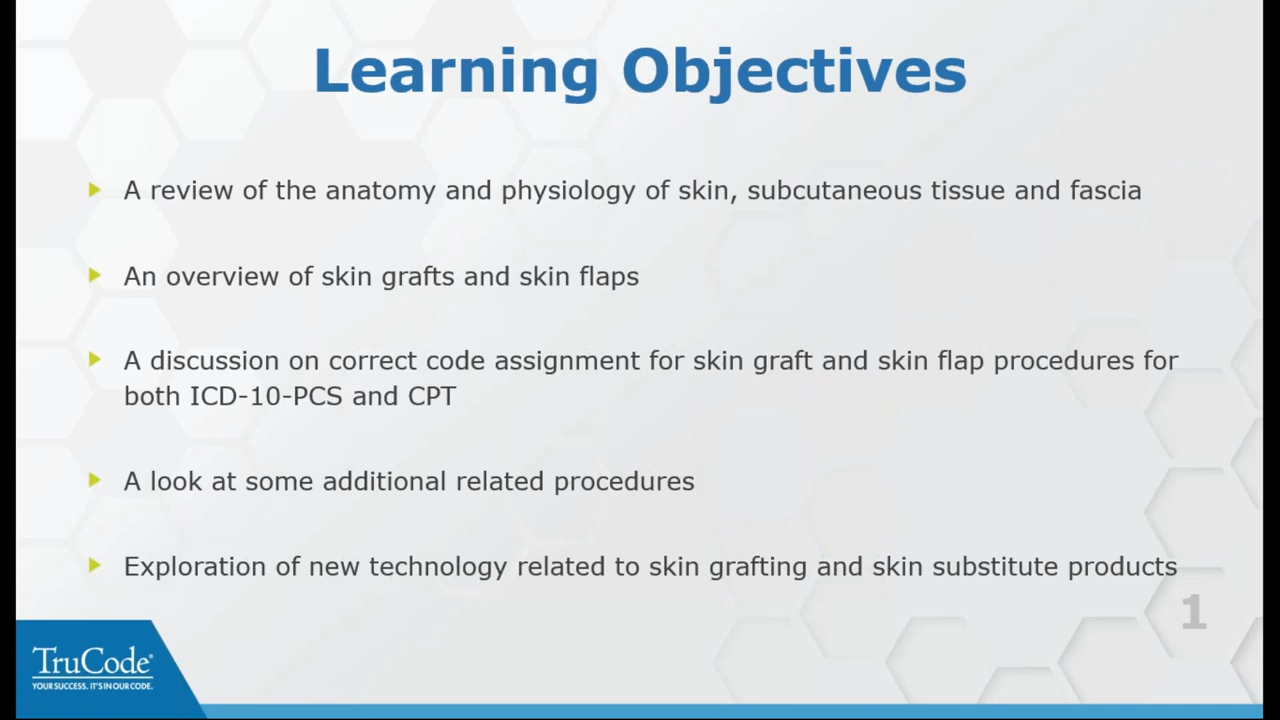 Learning Objectives
A review of the anatomy and physiology of skin, subcutaneous tissue and fascia
An overview of skin grafts and skin flaps
A discussion on correct code assignment for skin graft and skin flap procedures for
both ICD-10-PCS and CPT
A look at some additional related procedures
Exploration of new technology related to skin grafting and skin substitute products
1
TruCode®
YOUR SUCCESS. IT'S IN OUR CODE.